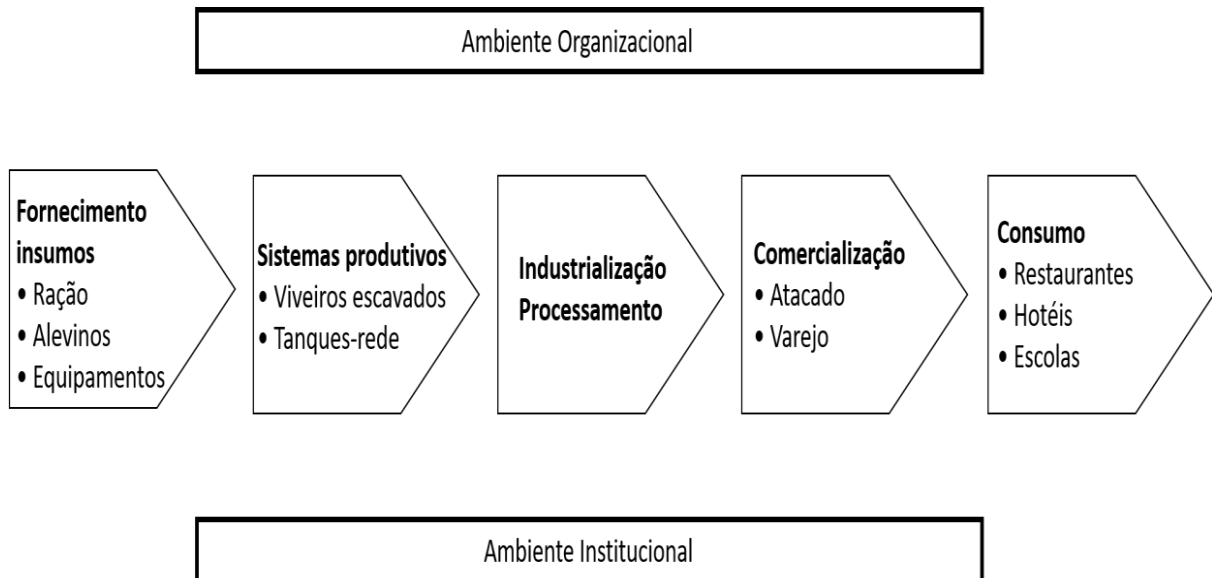 Ambiente Organizacional
Fornecimento
insumos
• Ração
• Alevinos
• Equipamentos
Sistemas produtivos
• Viveiros escavados
• Tanques-rede
Industrialização
Processamento
Comercialização
• Atacado
• Varejo
Consumo
• Restaurantes
• Hotéis
• Escolas
Ambiente Institucional